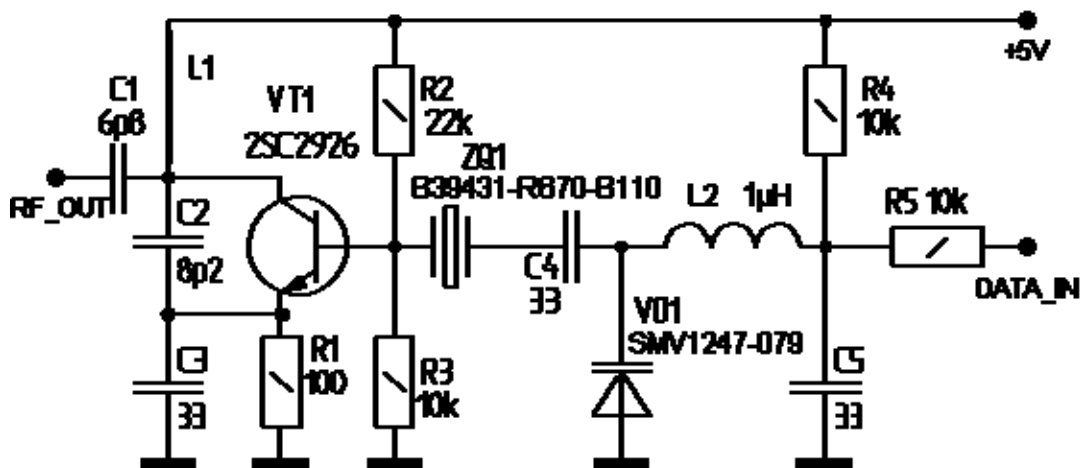 +5V
L1
C1
6p8
VT1
2SC2926
R2
22k
R4
10k
ZQ1
B39431-R870-B110
RF_OUT
C2
8p2
L2 1µH
R5 10k
C4
33
DATA_IN
VD1
SMV1247-079
C3
33
R1
100
R3
10k
C5
33